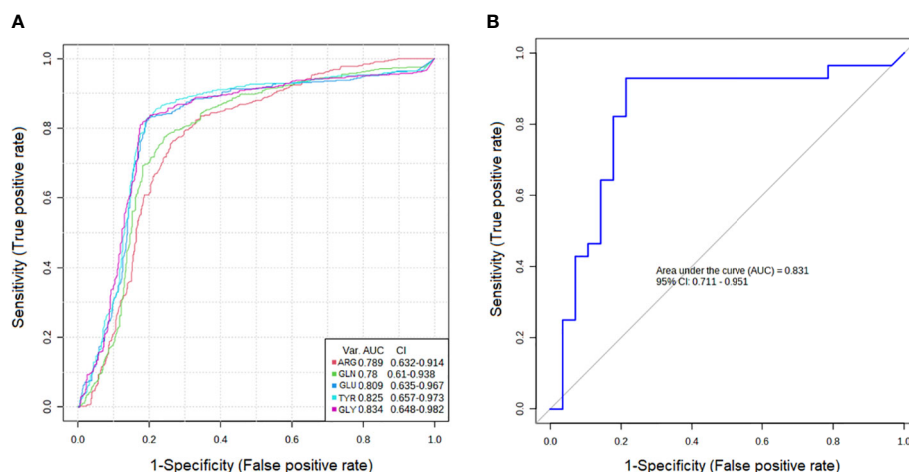 A
1.0
0.8
0.6
0.4
0.2
0.0
Sensitivity (True positive rate)
Var. AUC CI
ARG 0.789 0.632-0.914
GLN 0.78 0.61-0.938
GLU 0.809 0.635-0.967
TYR 0.825 0.657-0.973
GLY 0.834 0.648-0.982
0.0 0.2 0.4 0.6 0.8 1.0
1-Specificity (False positive rate)
B
1.0
0.8
0.6
0.4
0.2
0.0
Sensitivity (True positive rate)
Area under the curve (AUC) = 0.831
95% CI: 0.711 - 0.951
0.0 0.2 0.4 0.6 0.8 1.0
1-Specificity (False positive rate)